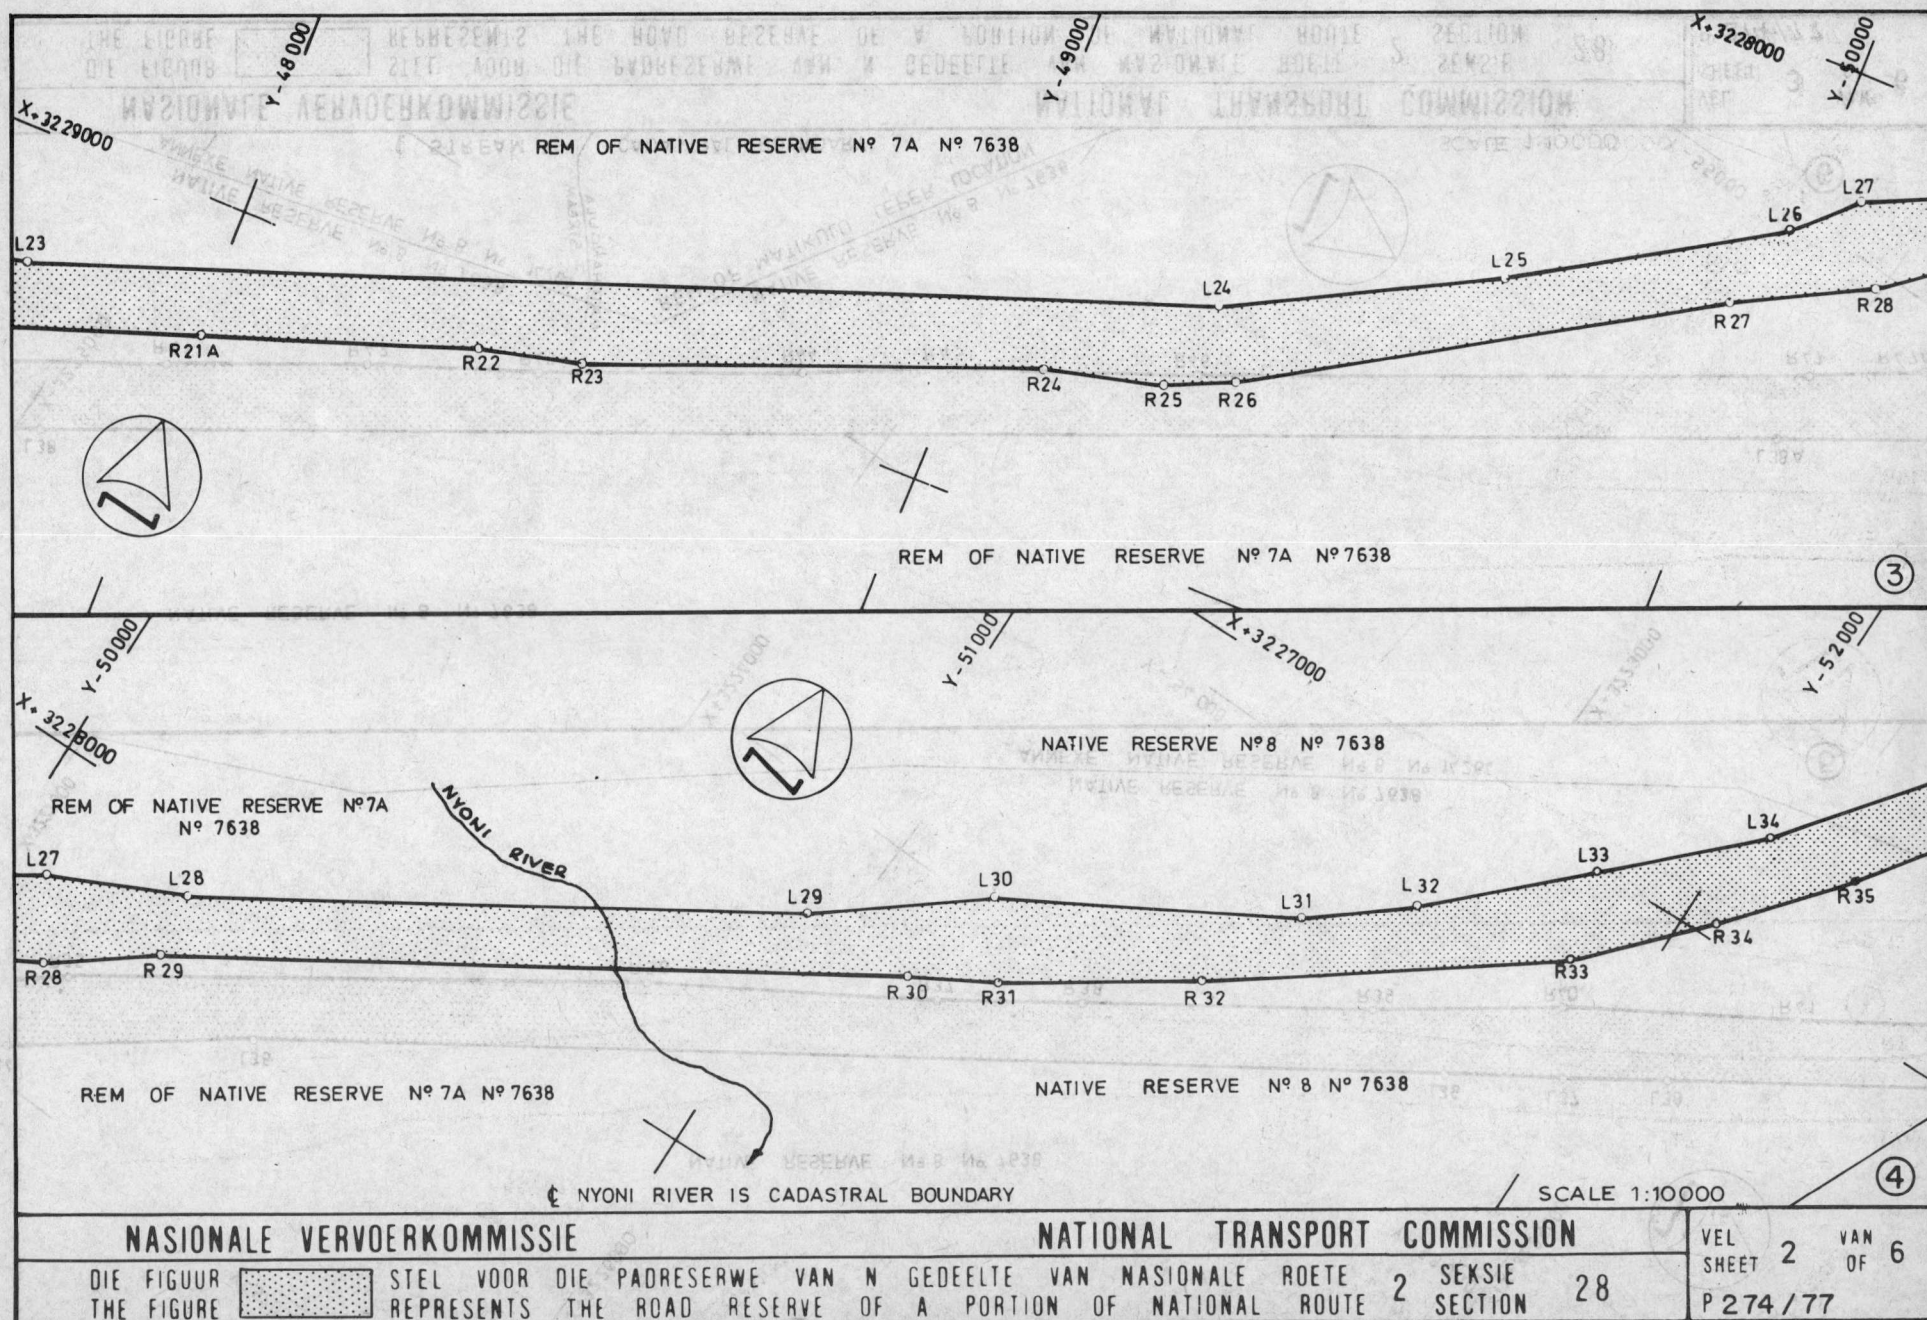 Y-48000
Y-49000
X+3228000
Y-50000
X+3229000
REM OF NATIVE RESERVE Nº 7A Nº 7638
L23
L24
L25
L26
L27
R21A
R22
R23
R24
R25
R26
R27
R28
1
REM OF NATIVE RESERVE Nº 7A Nº 7638
3
Y-50000
Y-51000
X+3227000
Y-52000
X+3228000
1
NATIVE RESERVE Nº 8 Nº 7638
REM OF NATIVE RESERVE Nº 7A
Nº 7638
NYONI RIVER
L27
L28
L29
L30
L31
L32
L33
L34
R28
R29
R30
R31
R32
R33
R34
R35
REM OF NATIVE RESERVE Nº 7A Nº 7638
NATIVE RESERVE Nº 8 Nº 7638
4
℄ NYONI RIVER IS CADASTRAL BOUNDARY
SCALE 1:10000
NASIONALE VERVOERKOMMISSIE
NATIONAL TRANSPORT COMMISSION
DIE FIGUUR STEL VOOR DIE PADRESERWE VAN N GEDEELTE VAN NASIONALE ROETE 2 SEKSIE 28
THE FIGURE REPRESENTS THE ROAD RESERVE OF A PORTION OF NATIONAL ROUTE SECTION
VEL 2 VAN 6
SHEET OF
P 274/77